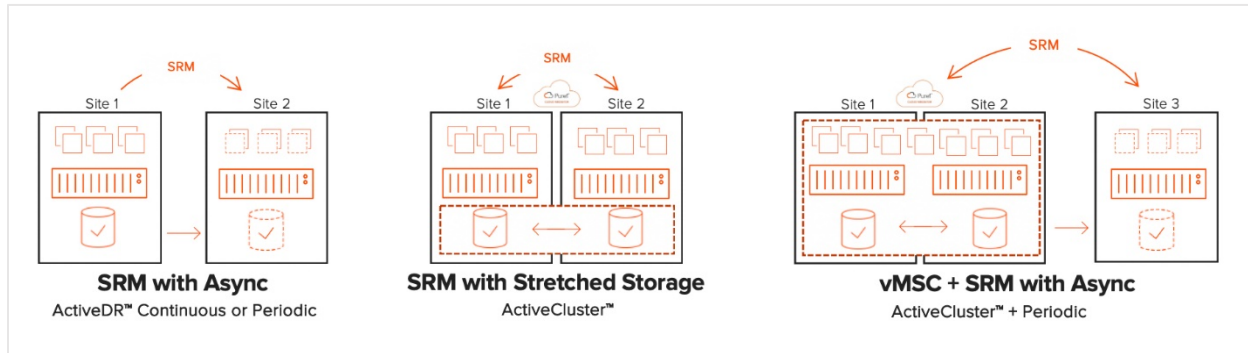 SRM
Site 1
Site 2
SRM with Async
ActiveDR™ Continuous or Periodic
SRM
Site 1
Site 2
SRM with Stretched Storage
ActiveCluster™
SRM
Site 1
Site 2
Site 3
vMSC + SRM with Async
ActiveCluster™ + Periodic